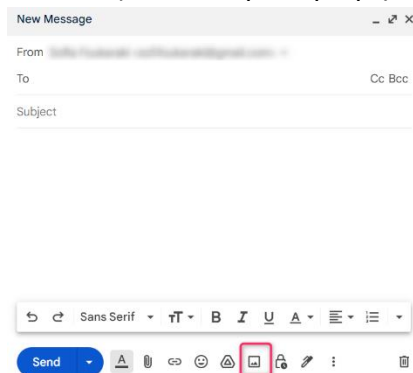 New Message
From
To Cc Bcc
Subject
Sans Serif B I U A
Send A